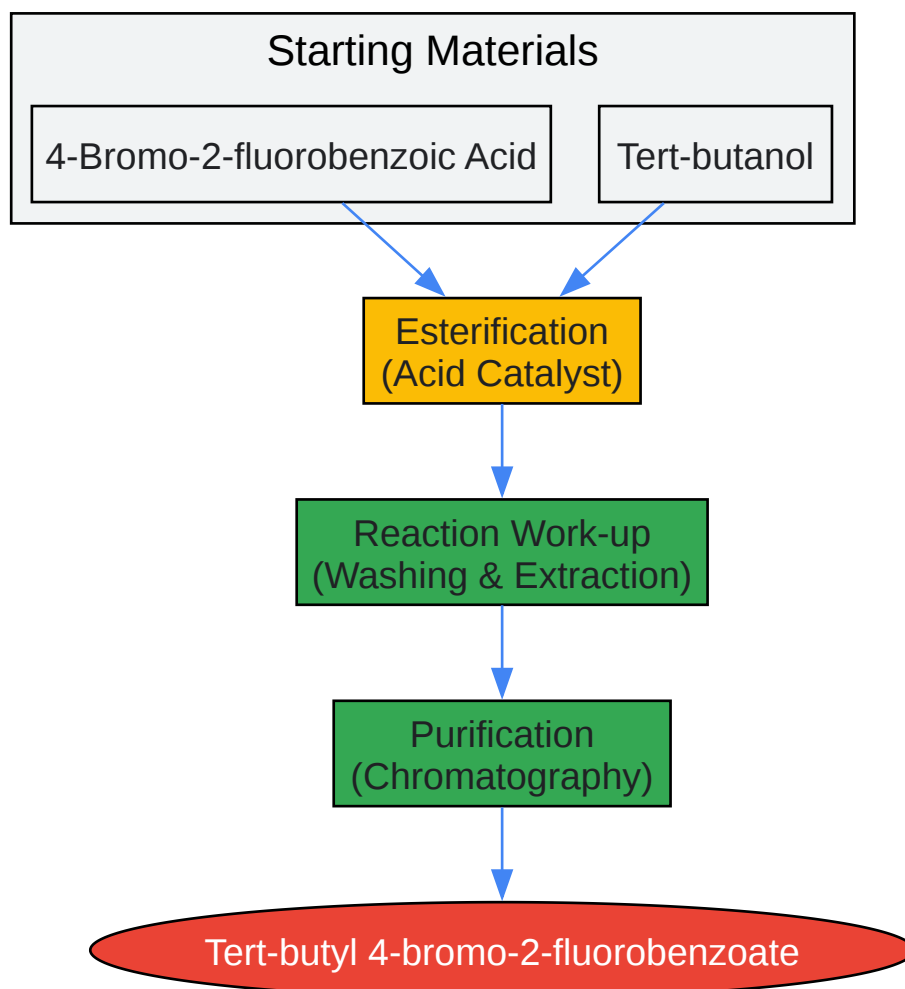 Starting Materials
4-Bromo-2-fluorobenzoic Acid
Tert-butanol
Esterification
(Acid Catalyst)
Reaction Work-up
(Washing & Extraction)
Purification
(Chromatography)
Tert-butyl 4-bromo-2-fluorobenzoate